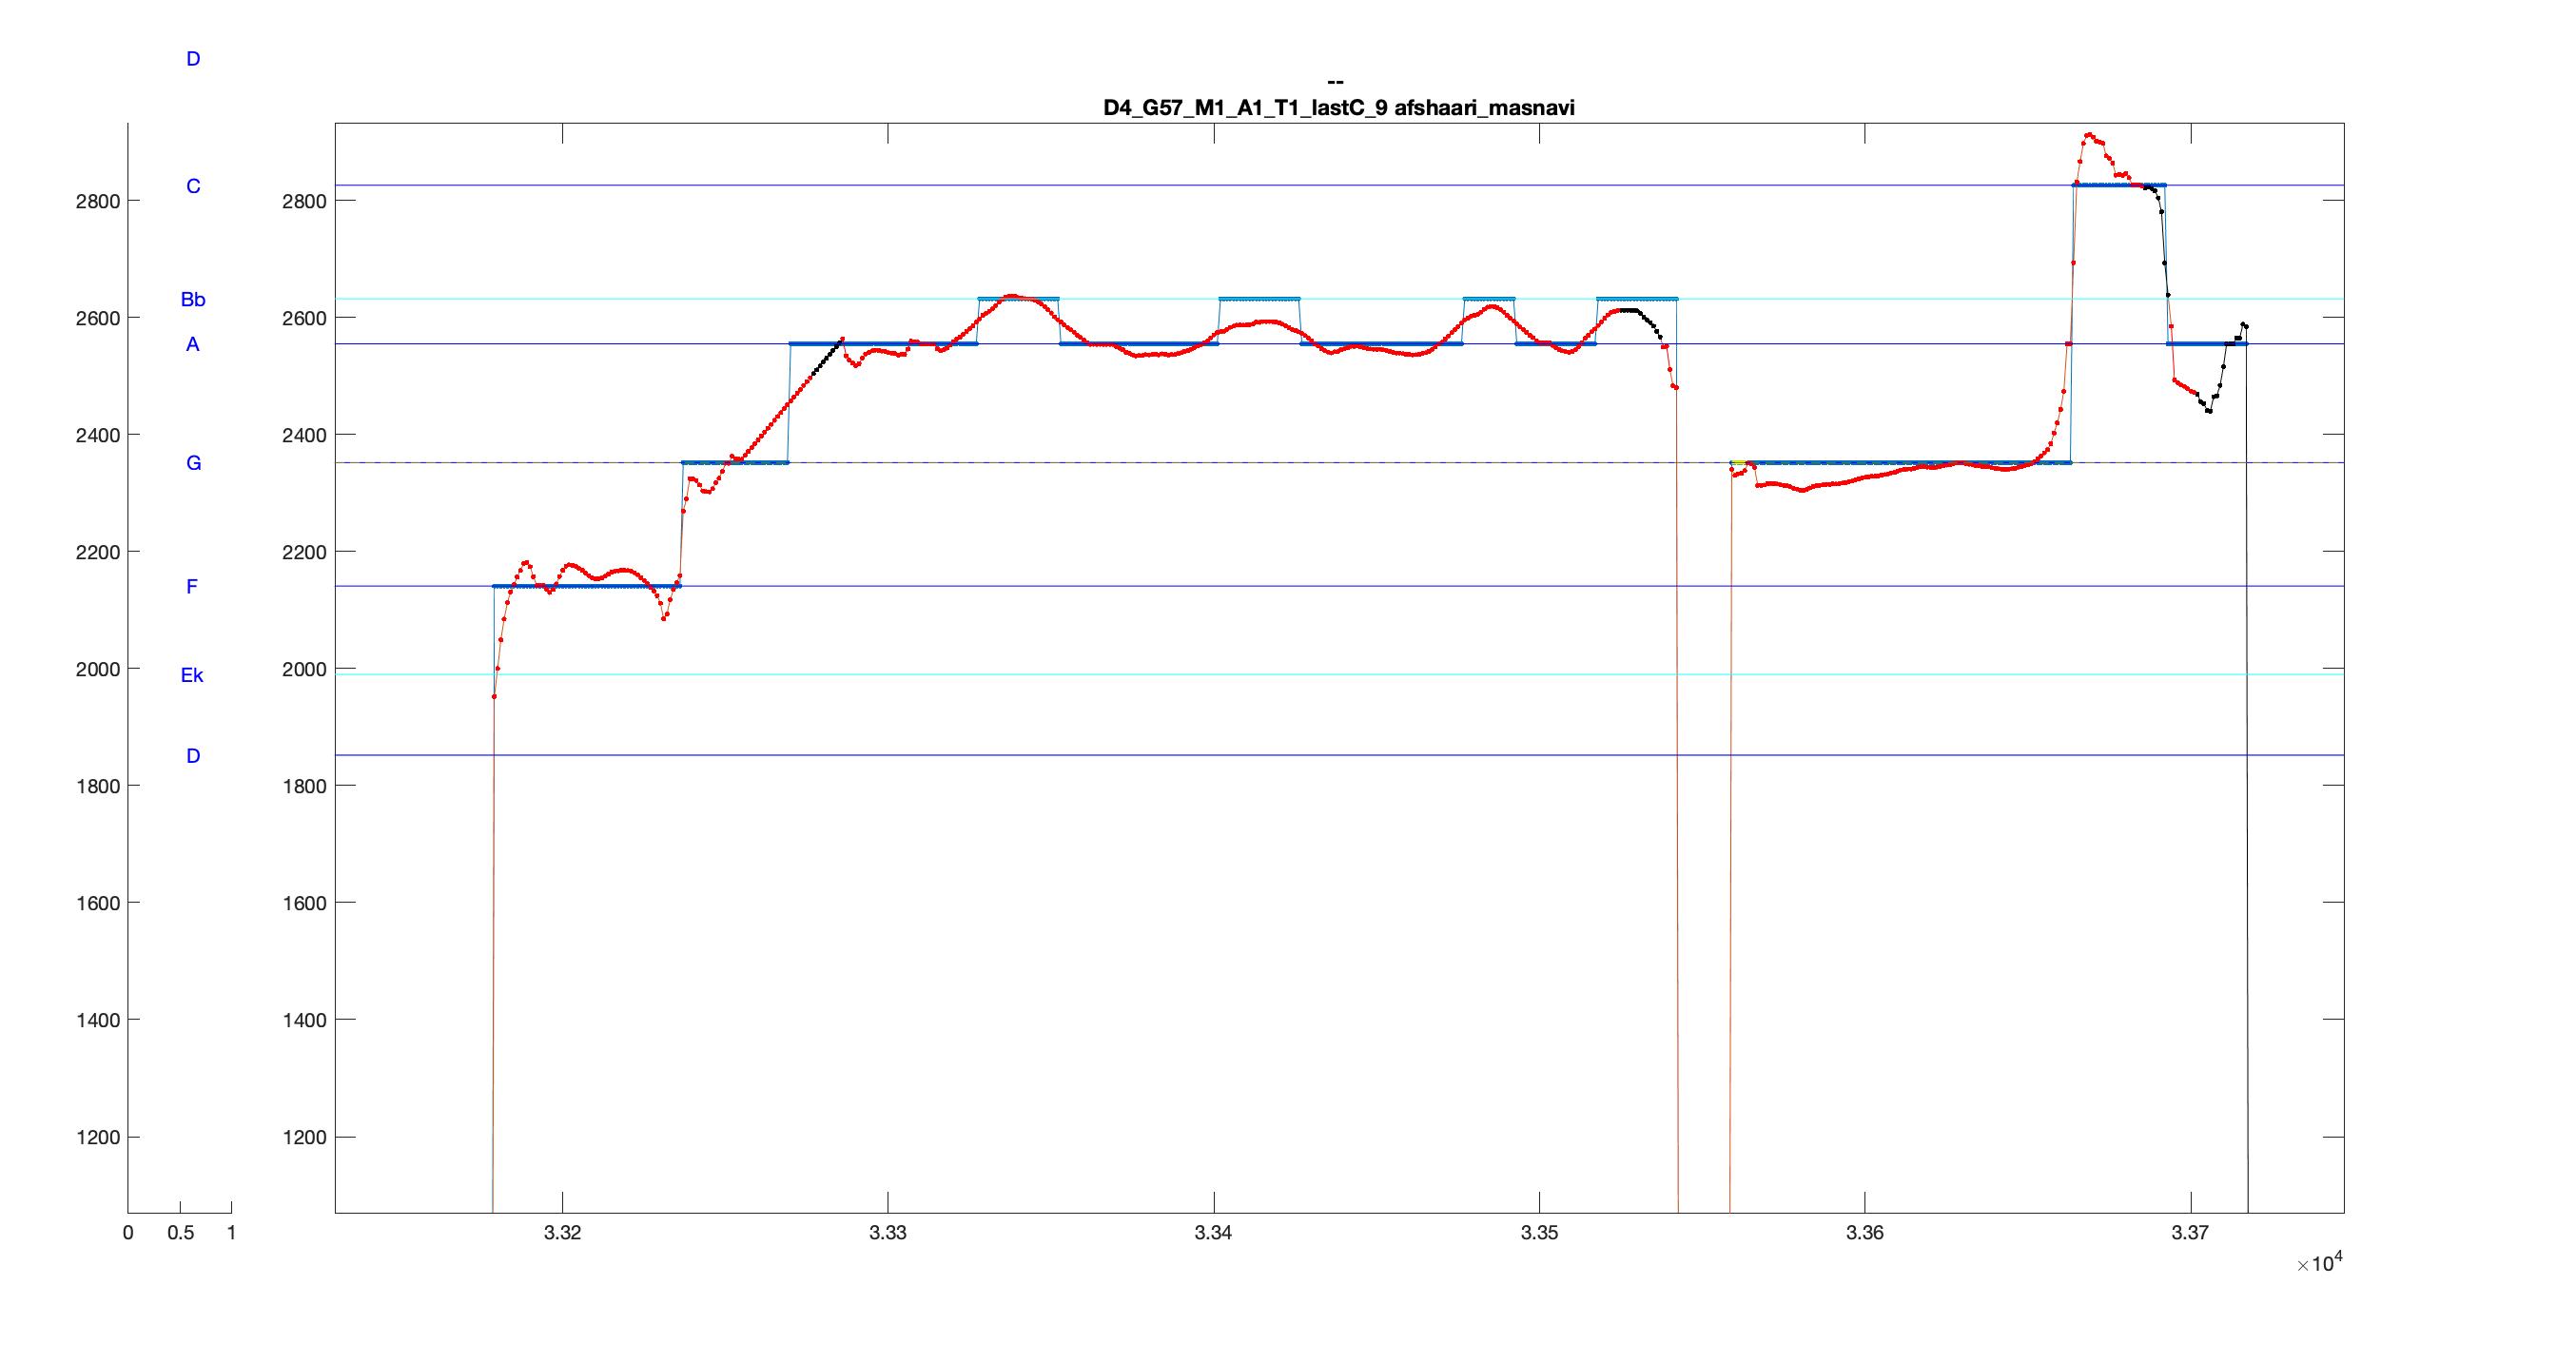 D
--
D4_G57_M1_A1_T1_lastC_9 afshaari_masnavi
2800 C 2800
Bb
2600 2600
A
2400 2400
G
2200 2200
F
2000 Ek 2000
D
1800 1800
1600 1600
1400 1400
1200 1200
0 0.5 1 3.32 3.33 3.34 3.35 3.36 3.37
×10⁴